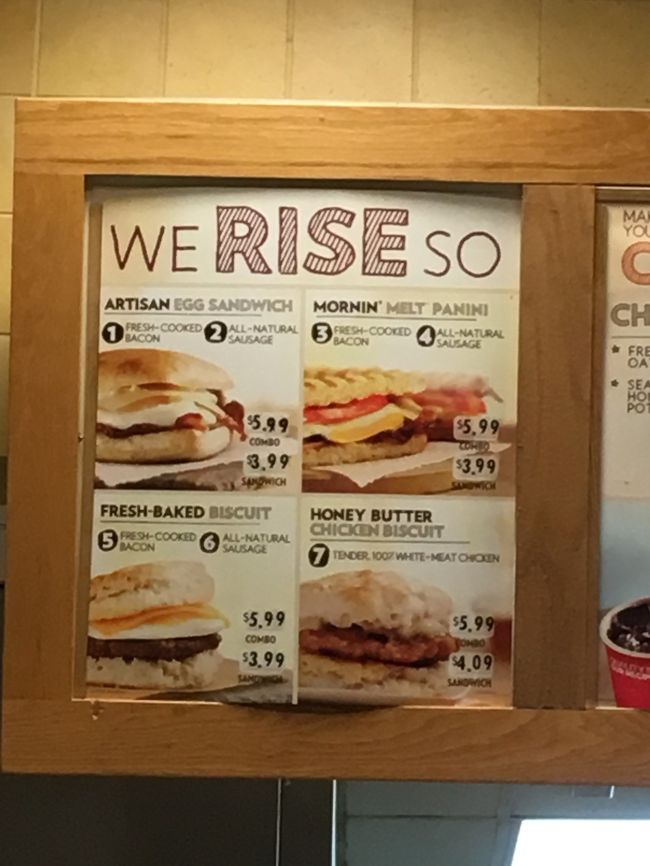 WE RISE SO
ARTISAN EGG SANDWICH
1 FRESH-COOKED BACON
2 ALL-NATURAL SAUSAGE
$5.99
COMBO
$3.99
SANDWICH
MORNIN' MELT PANINI
3 FRESH-COOKED BACON
4 ALL-NATURAL SAUSAGE
$5.99
COMBO
$3.99
SANDWICH
FRESH-BAKED BISCUIT
5 FRESH-COOKED BACON
6 ALL-NATURAL SAUSAGE
$5.99
COMBO
$3.99
SANDWICH
HONEY BUTTER
CHICKEN BISCUIT
7 TENDER, 100% WHITE-MEAT CHICKEN
$5.99
COMBO
$4.09
SANDWICH